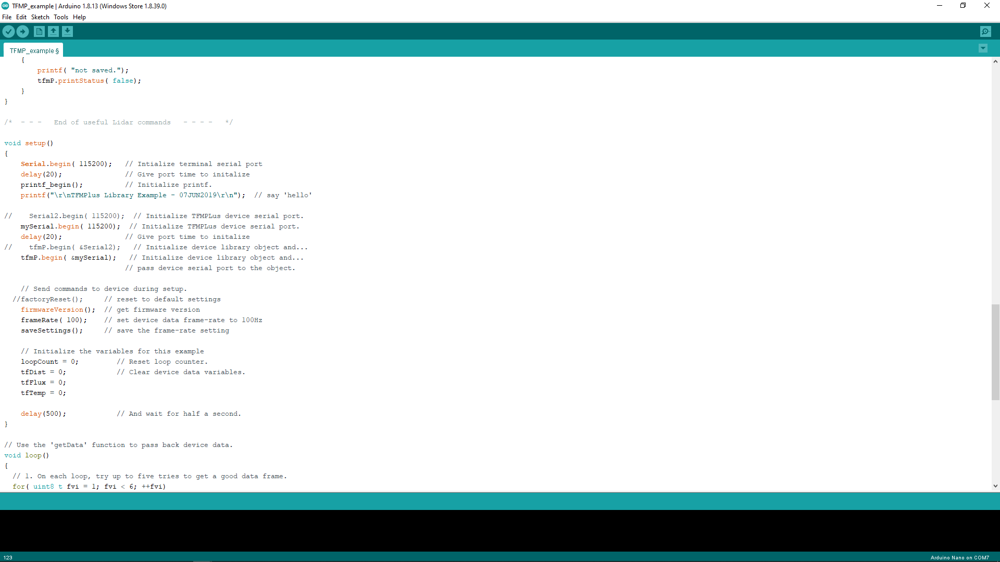 TFMP_example | Arduino 1.8.13 (Windows Store 1.8.39.0)
File Edit Sketch Tools Help
TFMP_example §
    {
        printf( "not saved.");
        tfmP.printStatus( false);
    }
}
/*  - - -   End of useful Lidar commands   - - - -   */
void setup()
{
    Serial.begin( 115200);   // Intialize terminal serial port
    delay(20);               // Give port time to initalize
    printf_begin();          // Initialize printf.
    printf("\r\nTFMPlus Library Example - 07JUN2019\r\n");  // say 'hello'
//    Serial2.begin( 115200);  // Initialize TFMPLus device serial port.
    mySerial.begin( 115200);  // Initialize TFMPLus device serial port.
    delay(20);               // Give port time to initalize
//    tfmP.begin( &Serial2);   // Initialize device library object and...
    tfmP.begin( &mySerial);   // Initialize device library object and...
                             // pass device serial port to the object.
    // Send commands to device during setup.
  //factoryReset();     // reset to default settings
    firmwareVersion();  // get firmware version
    frameRate( 100);    // set device data frame-rate to 100Hz
    saveSettings();     // save the frame-rate setting
    // Initialize the variables for this example
    loopCount = 0;         // Reset loop counter.
    tfDist = 0;            // Clear device data variables.
    tfFlux = 0;
    tfTemp = 0;
    delay(500);            // And wait for half a second.
}
// Use the 'getData' function to pass back device data.
void loop()
{
  // 1. On each loop, try up to five tries to get a good data frame.
  for( uint8_t fvi = 1; fvi < 6; ++fvi)
123
Arduino Nano on COM7